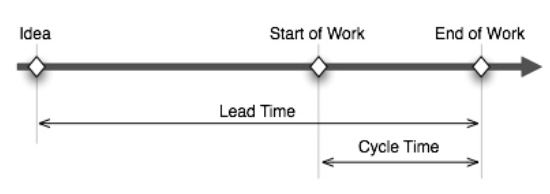 Idea
Start of Work
End of Work
Lead Time
Cycle Time